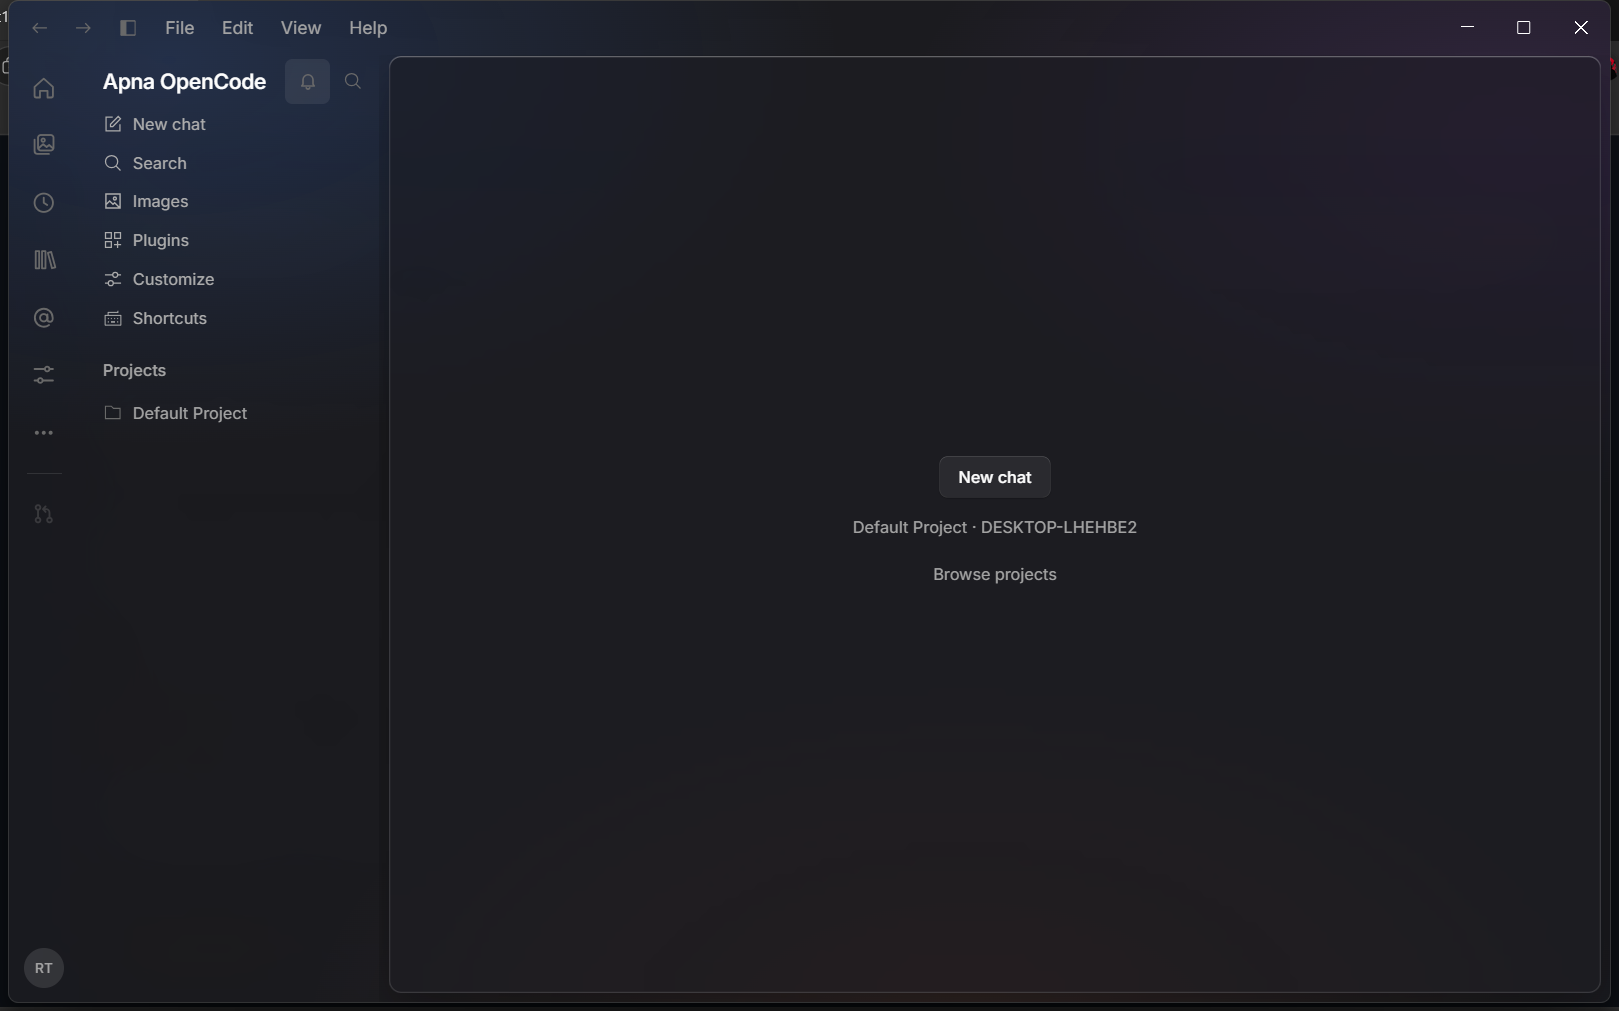 File Edit View Help
Apna OpenCode
New chat
Search
Images
Plugins
Customize
Shortcuts
Projects
Default Project
New chat
Default Project · DESKTOP-LHEHBE2
Browse projects
RT